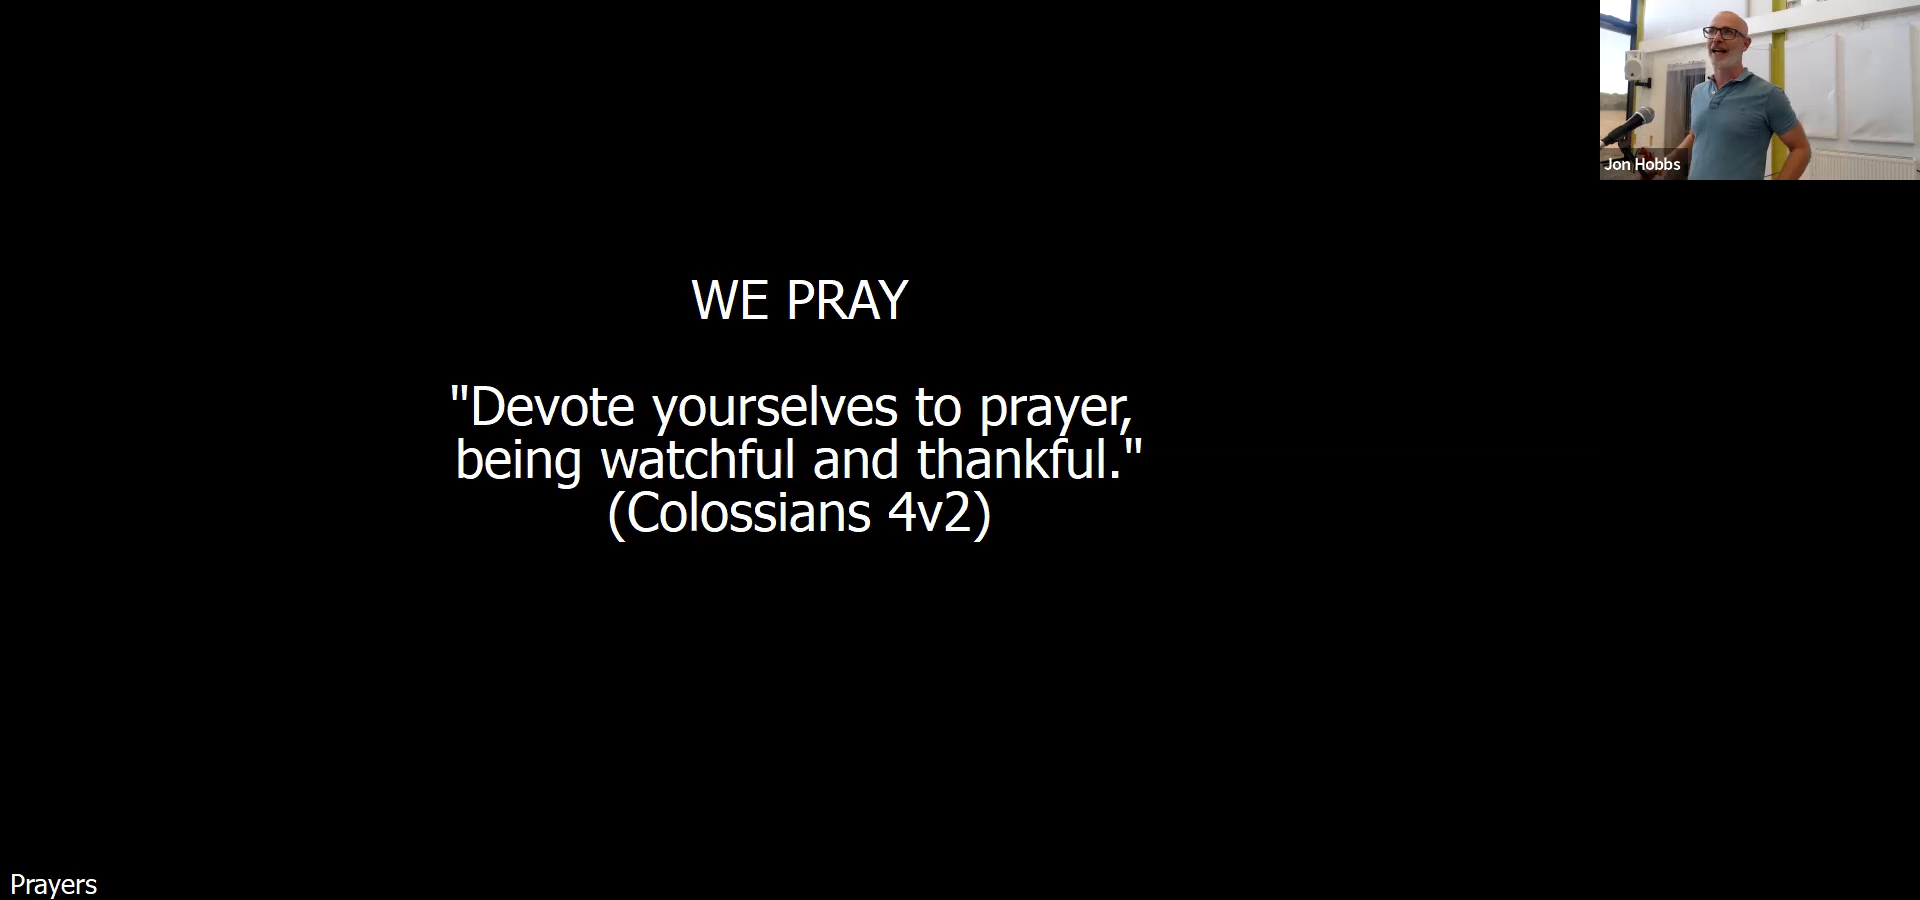 Jon Hobbs
WE PRAY
"Devote yourselves to prayer,
being watchful and thankful."
(Colossians 4v2)
Prayers